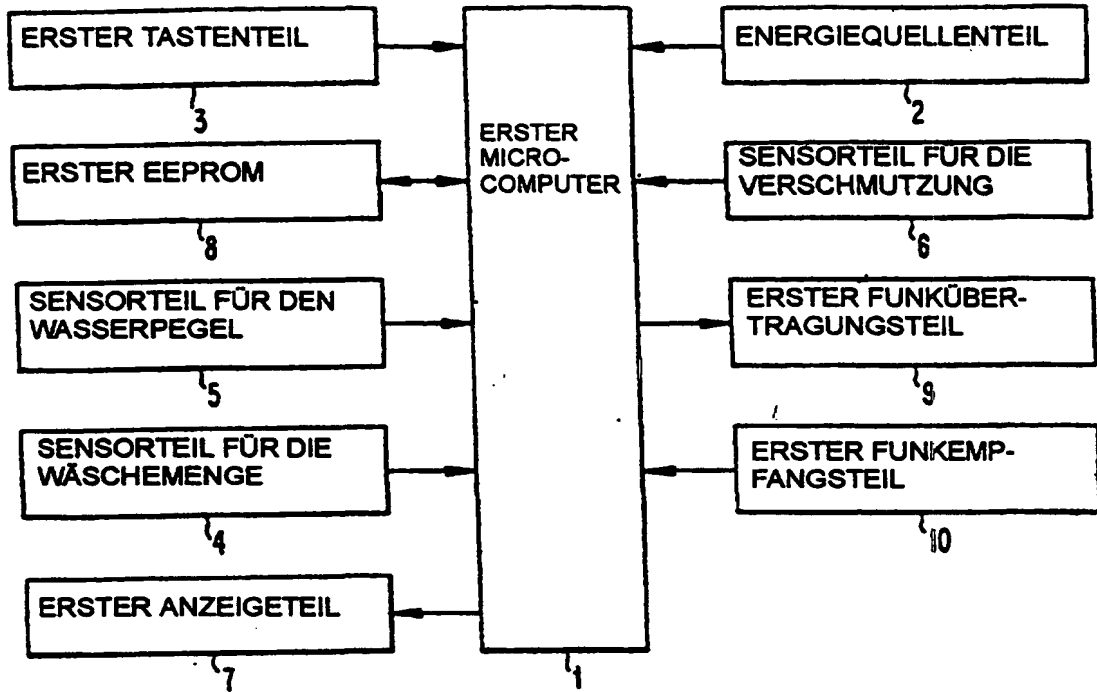 ERSTER TASTENTEIL
3
ERSTER EEPROM
8
SENSORTEIL FÜR DEN
WASSERPEGEL
5
SENSORTEIL FÜR DIE
WÄSCHEMENGE
4
ERSTER ANZEIGETEIL
7
ERSTER
MICRO-
COMPUTER
1
ENERGIEQUELLENTEIL
2
SENSORTEIL FÜR DIE
VERSCHMUTZUNG
6
ERSTER FUNKÜBER-
TRAGUNGSTEIL
9
ERSTER FUNKEMP-
FANGSTEIL
10